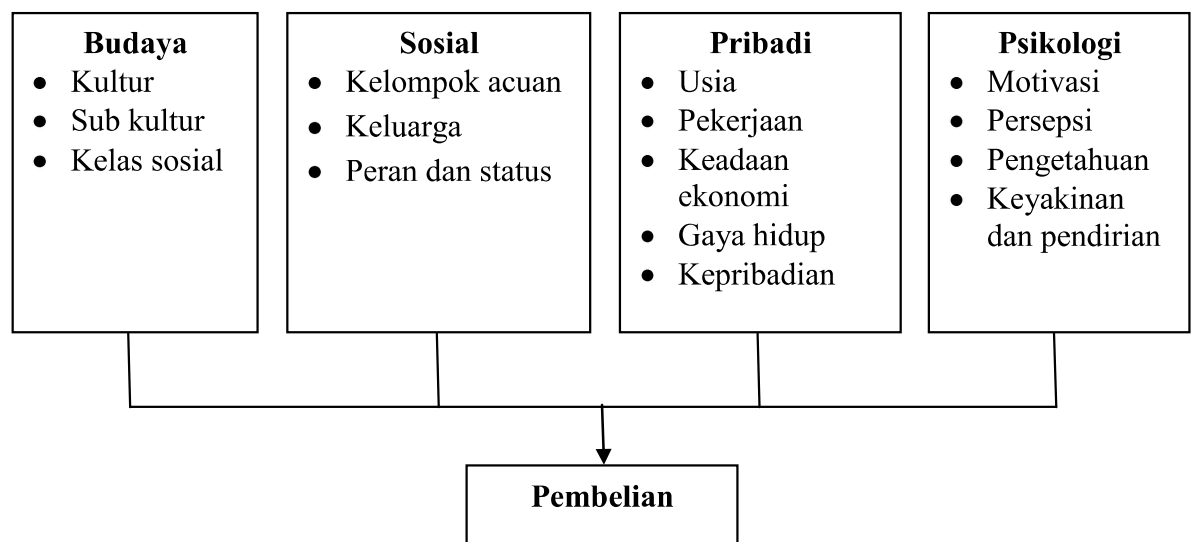 Budaya
• Kultur
• Sub kultur
• Kelas sosial
Sosial
• Kelompok acuan
• Keluarga
• Peran dan status
Pribadi
• Usia
• Pekerjaan
• Keadaan
ekonomi
• Gaya hidup
• Kepribadian
Psikologi
• Motivasi
• Persepsi
• Pengetahuan
• Keyakinan
dan pendirian
Pembelian